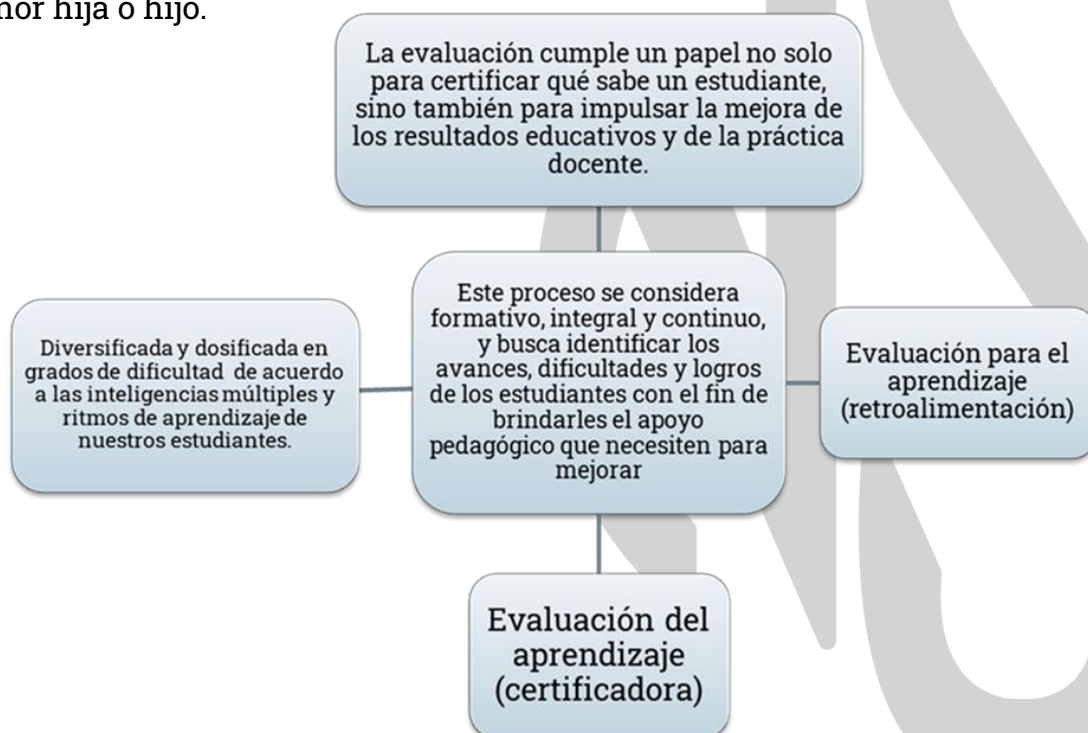 nor hija o hijo.
La evaluación cumple un papel no solo
para certificar qué sabe un estudiante,
sino también para impulsar la mejora de
los resultados educativos y de la práctica
docente.
Diversificada y dosificada en
grados de dificultad de acuerdo
a las inteligencias múltiples y
ritmos de aprendizaje de
nuestros estudiantes.
Este proceso se considera
formativo, integral y continuo,
y busca identificar los
avances, dificultades y logros
de los estudiantes con el fin de
brindarles el apoyo
pedagógico que necesiten para
mejorar
Evaluación para el
aprendizaje
(retroalimentación)
Evaluación del
aprendizaje
(certificadora)